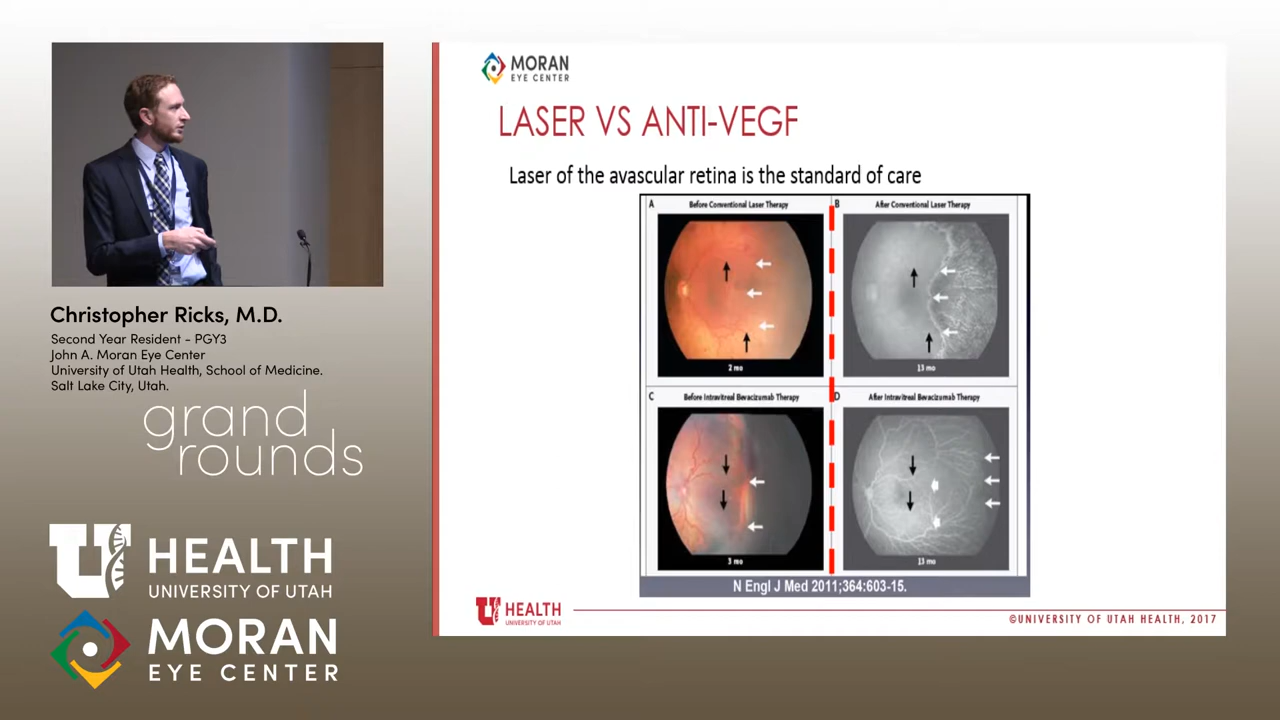 Christopher Ricks, M.D.
Second Year Resident - PGY3
John A. Moran Eye Center
University of Utah Health, School of Medicine.
Salt Lake City, Utah.
grand
rounds
U HEALTH
UNIVERSITY OF UTAH
MORAN
EYE CENTER
MORAN
EYE CENTER
LASER VS ANTI-VEGF
Laser of the avascular retina is the standard of care
A Before Conventional Laser Therapy
B After Conventional Laser Therapy
2 mo
13 mo
C Before Intravitreal Bevacizumab Therapy
D After Intravitreal Bevacizumab Therapy
3 mo
13 mo
N Engl J Med 2011;364:603-15.
U HEALTH
UNIVERSITY OF UTAH
©UNIVERSITY OF UTAH HEALTH, 2017